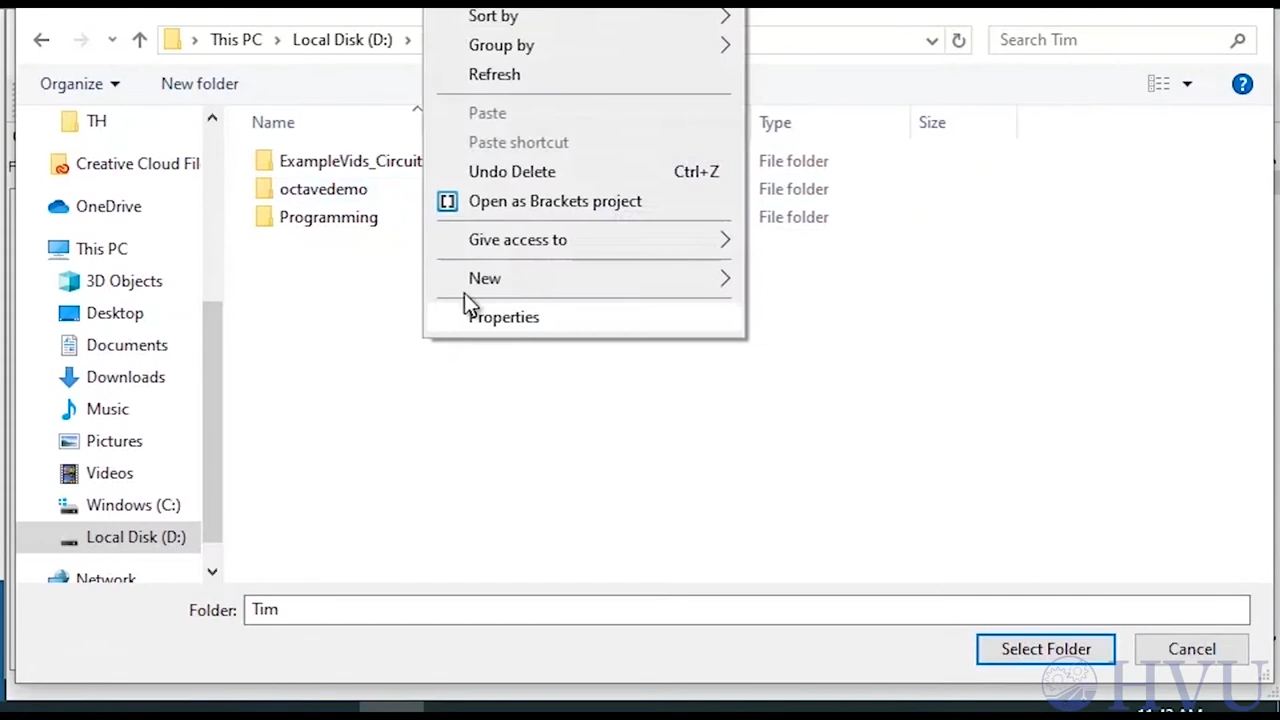 Sort by
This PC
Local Disk (D:)
Search Tim
Group by
Refresh
Organize
New folder
Paste
Paste shortcut
Undo Delete Ctrl+Z
Open as Brackets project
Give access to
New
Properties
TH
Creative Cloud Fil
OneDrive
This PC
3D Objects
Desktop
Documents
Downloads
Music
Pictures
Videos
Windows (C:)
Local Disk (D:)
Network
Name Type Size
ExampleVids_Circuit File folder
octavedemo File folder
Programming File folder
Folder: Tim
Select Folder Cancel
HVU